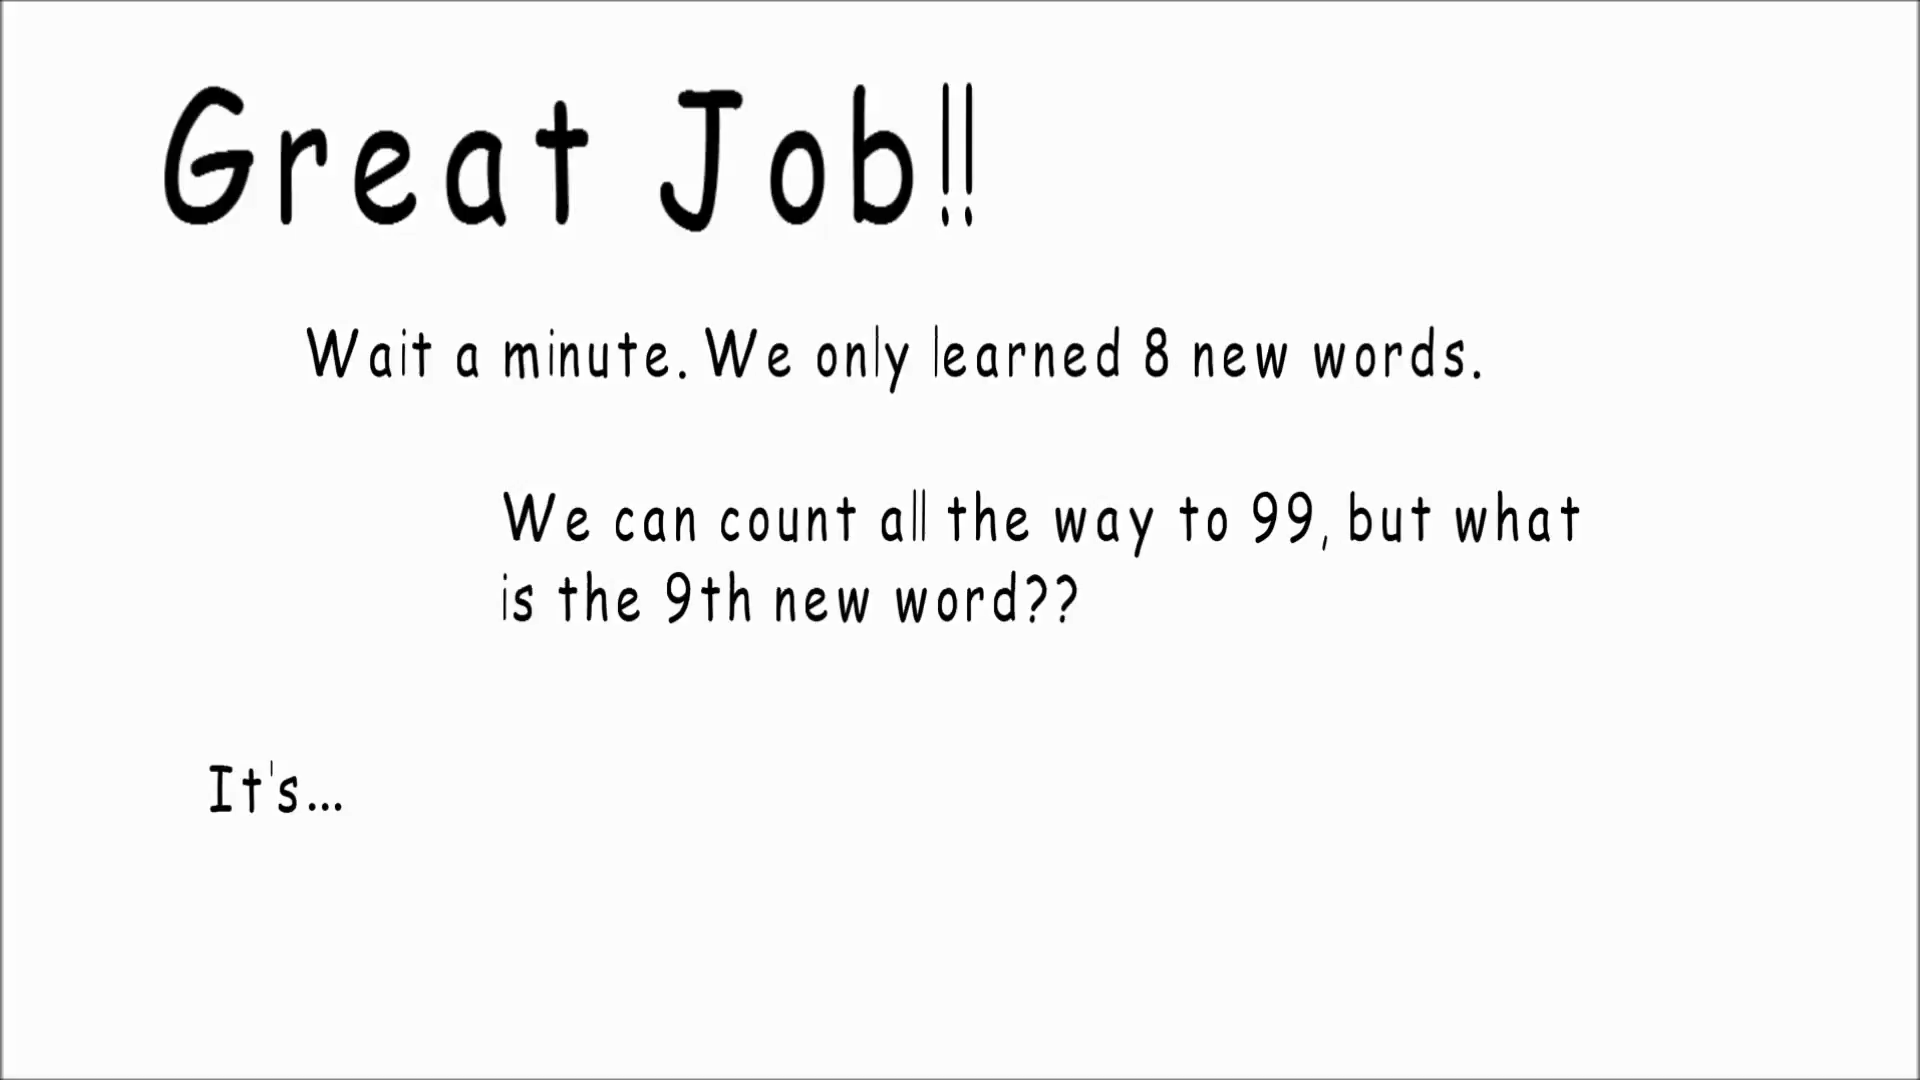 Great Job!!
Wait a minute. We only learned 8 new words.
We can count all the way to 99, but what
is the 9th new word??
It's...